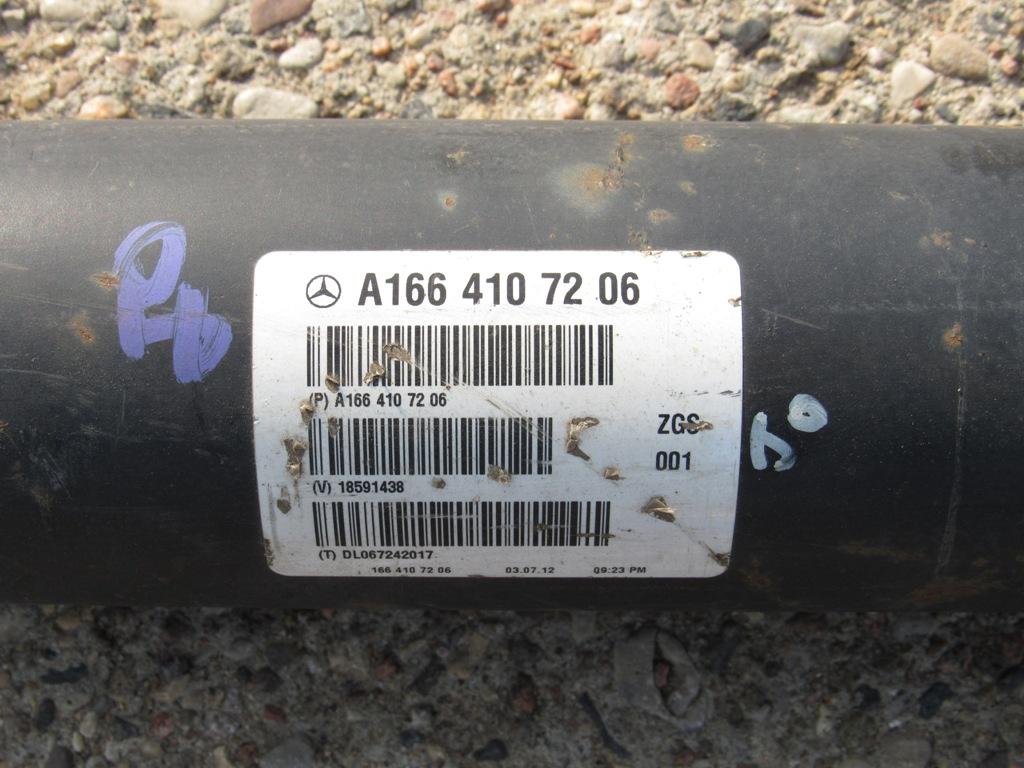 A166 410 72 06
(P) A166 410 72 06
ZGS
001
(V) 18591438
(T) DL067242017
166 410 72 06 03.07.12 09:23 PM